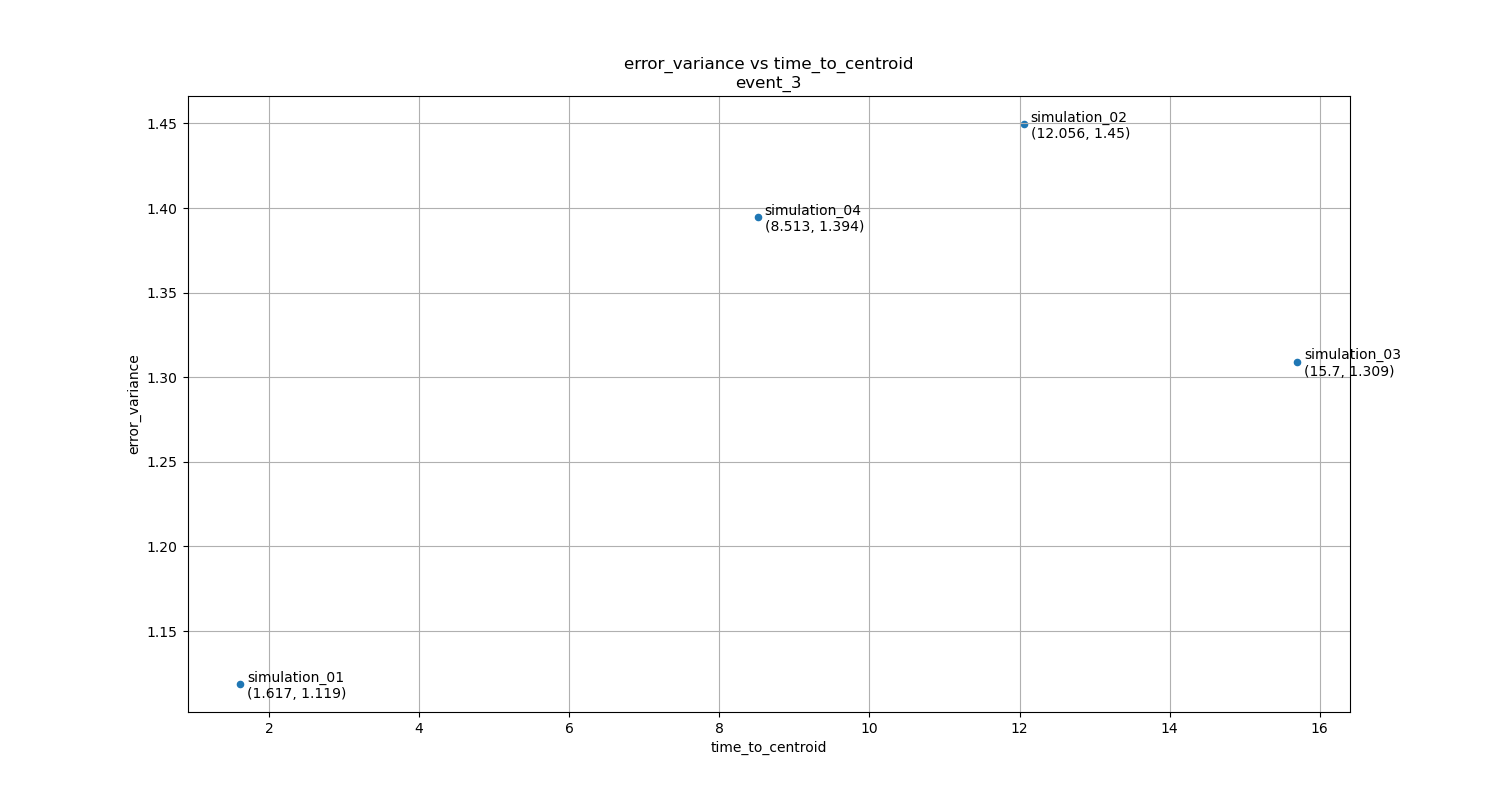 error_variance vs time_to_centroid
event_3
simulation_02
(12.056, 1.45)
simulation_04
(8.513, 1.394)
simulation_03
(15.7, 1.309)
simulation_01
(1.617, 1.119)
1.45
1.40
1.35
1.30
1.25
1.20
1.15
error_variance
2 4 6 8 10 12 14 16
time_to_centroid